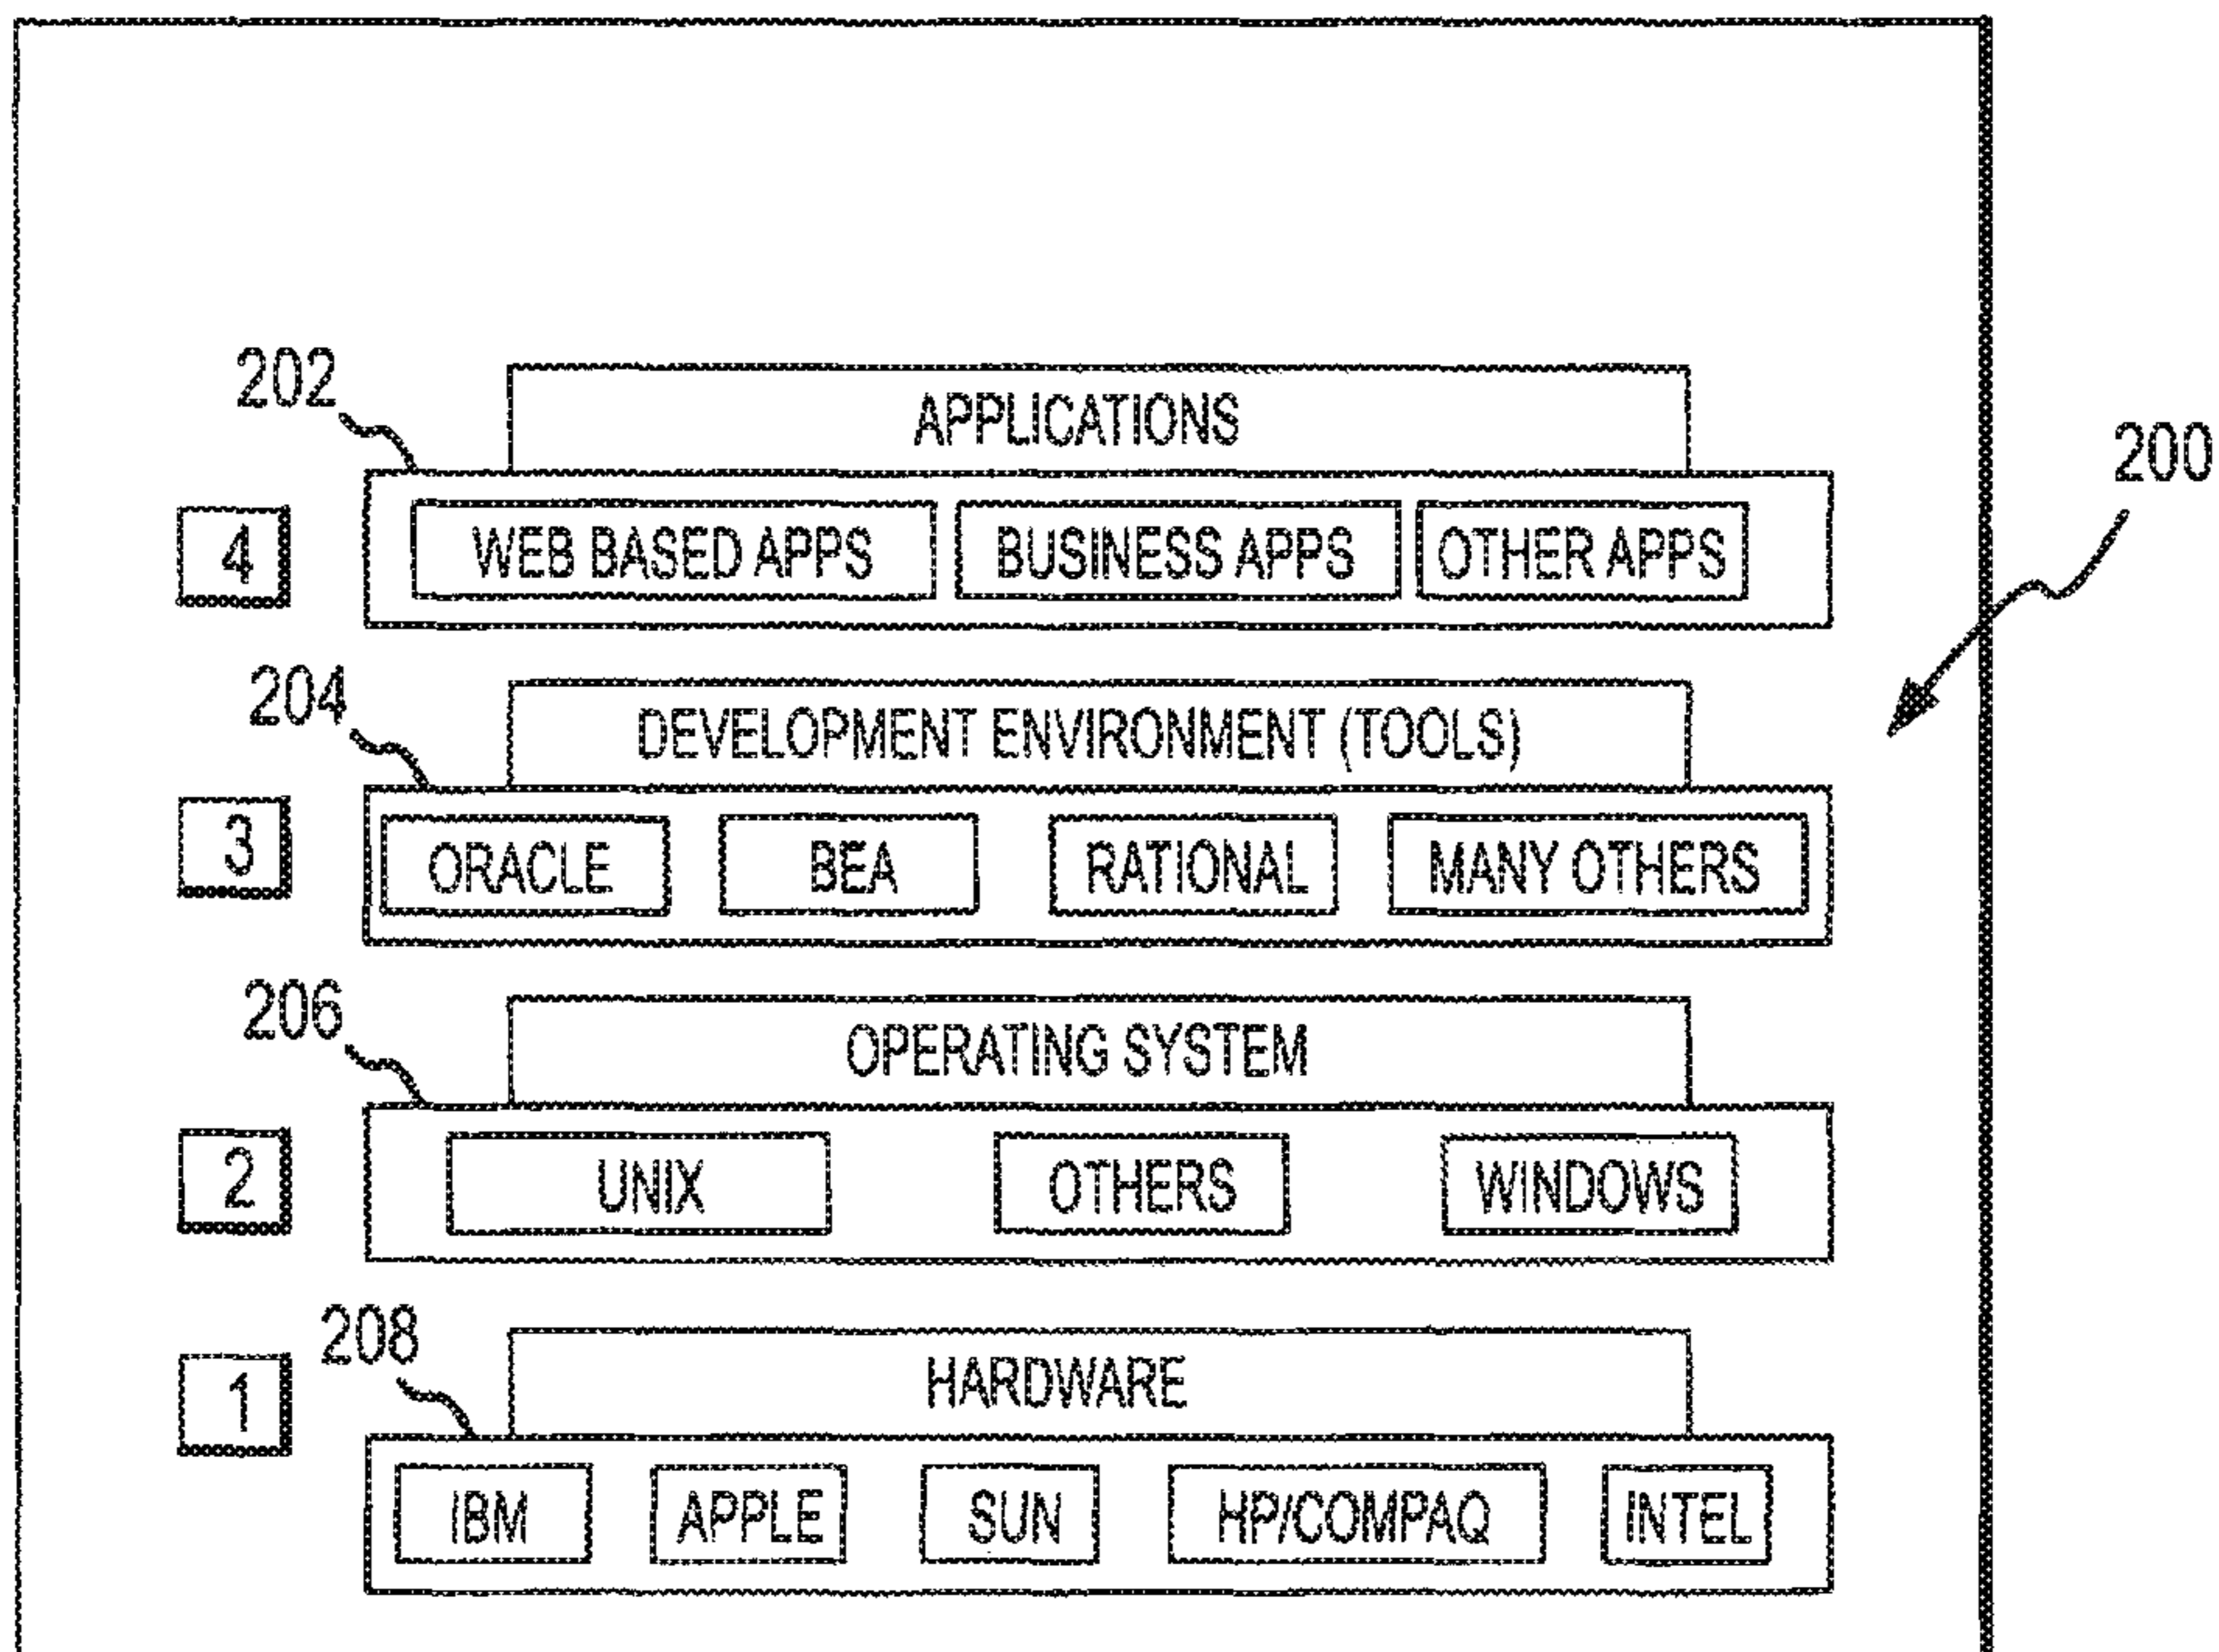 202
APPLICATIONS
200
4
WEB BASED APPS BUSINESS APPS OTHER APPS
204
DEVELOPMENT ENVIRONMENT (TOOLS)
3
ORACLE BEA RATIONAL MANY OTHERS
206
OPERATING SYSTEM
2
UNIX OTHERS WINDOWS
208
HARDWARE
1
IBM APPLE SUN HP/COMPAQ INTEL